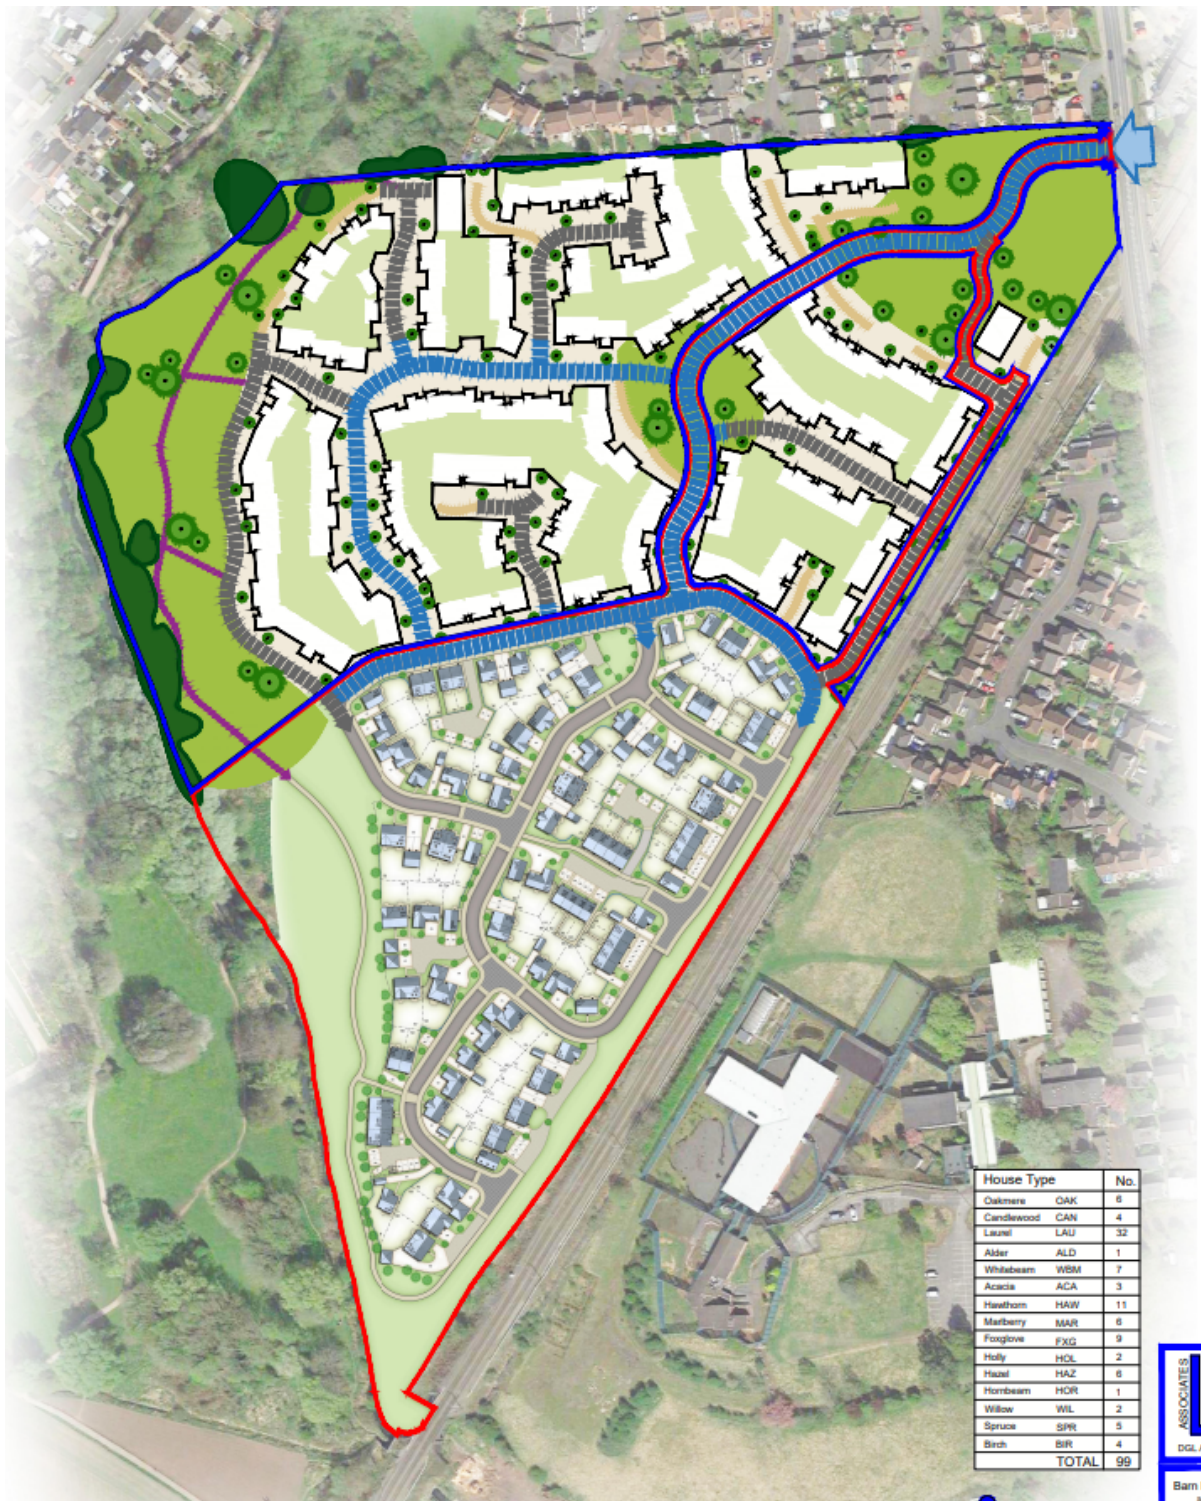 House Type No.
Oakmere OAK 6
Candlewood CAN 4
Laurel LAU 32
Alder ALD 1
Whitebeam WBM 7
Acacia ACA 3
Hawthorn HAW 11
Marlberry MAR 6
Foxglove FXG 9
Holly HOL 2
Hazel HAZ 6
Hornbeam HOR 1
Willow WIL 2
Spruce SPR 5
Birch BIR 4
TOTAL 99
ASSOCIATES
DGL
Barn